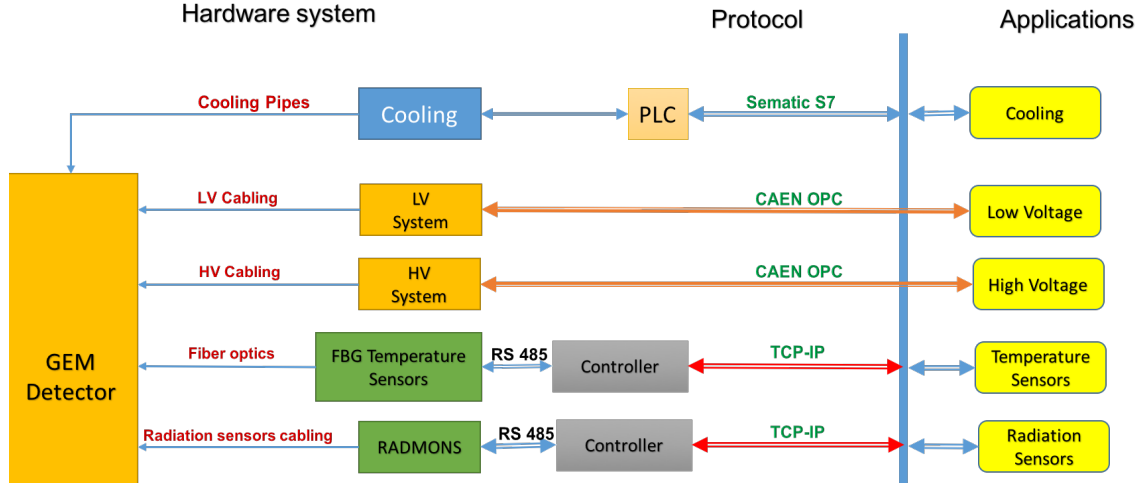 Hardware system
Protocol
Applications
Cooling Pipes
Cooling
PLC
Sematic S7
Cooling
LV Cabling
LV
System
CAEN OPC
Low Voltage
HV Cabling
HV
System
CAEN OPC
High Voltage
GEM
Detector
Fiber optics
FBG Temperature
Sensors
RS 485
Controller
TCP-IP
Temperature
Sensors
Radiation sensors cabling
RADMONS
RS 485
Controller
TCP-IP
Radiation
Sensors